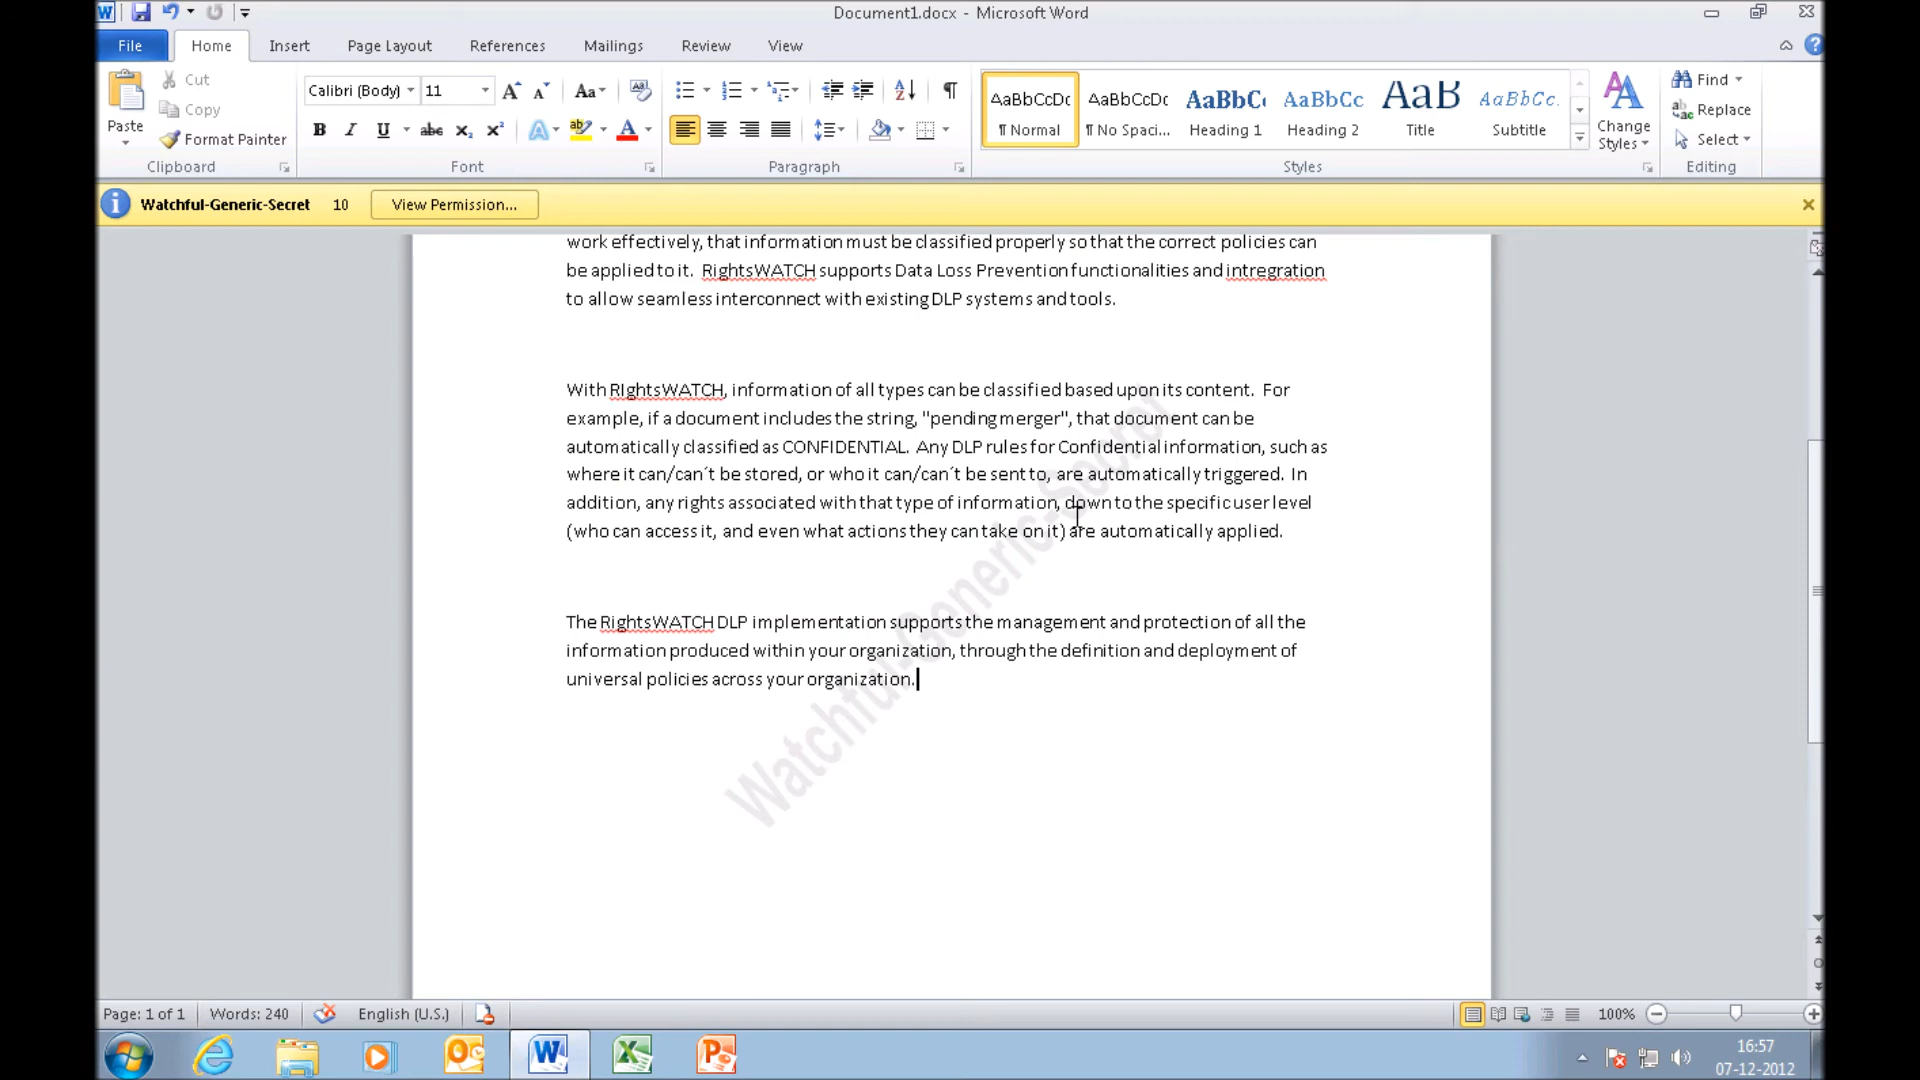 Document1.docx - Microsoft Word
File Home Insert Page Layout References Mailings Review View
Paste
Cut
Copy
Format Painter
Clipboard
Calibri (Body) 11
Font
Paragraph
AaBbCcDc AaBbCcDc AaBbC AaBbCc AaB AaBbCc.
¶ Normal ¶ No Spaci... Heading 1 Heading 2 Title Subtitle
Styles
Change
Styles
Find
Replace
Select
Editing
Watchful-Generic-Secret 10 View Permission...
work effectively, that information must be classified properly so that the correct policies can
be applied to it. RightsWATCH supports Data Loss Prevention functionalities and intregration
to allow seamless interconnect with existing DLP systems and tools.
With RIghtsWATCH, information of all types can be classified based upon its content. For
example, if a document includes the string, "pending merger", that document can be
automatically classified as CONFIDENTIAL. Any DLP rules for Confidential information, such as
where it can/can´t be stored, or who it can/can´t be sent to, are automatically triggered. In
addition, any rights associated with that type of information, down to the specific user level
(who can access it, and even what actions they can take on it) are automatically applied.
The RightsWATCH DLP implementation supports the management and protection of all the
information produced within your organization, through the definition and deployment of
universal policies across your organization.
Watchful-Generic-Secret
Page: 1 of 1 Words: 240 English (U.S.) 100%
16:57
07-12-2012